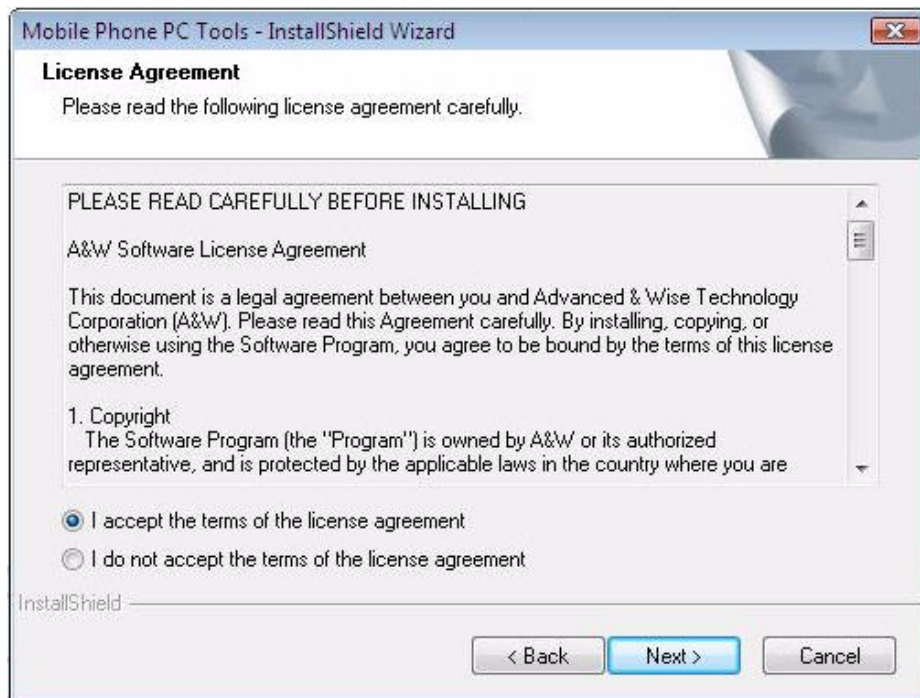 Mobile Phone PC Tools - InstallShield Wizard
License Agreement
Please read the following license agreement carefully.
PLEASE READ CAREFULLY BEFORE INSTALLING
A&W Software License Agreement
This document is a legal agreement between you and Advanced & Wise Technology
Corporation (A&W). Please read this Agreement carefully. By installing, copying, or
otherwise using the Software Program, you agree to be bound by the terms of this license
agreement.
1. Copyright
The Software Program (the "Program") is owned by A&W or its authorized
representative, and is protected by the applicable laws in the country where you are
I accept the terms of the license agreement
I do not accept the terms of the license agreement
InstallShield
< Back Next > Cancel